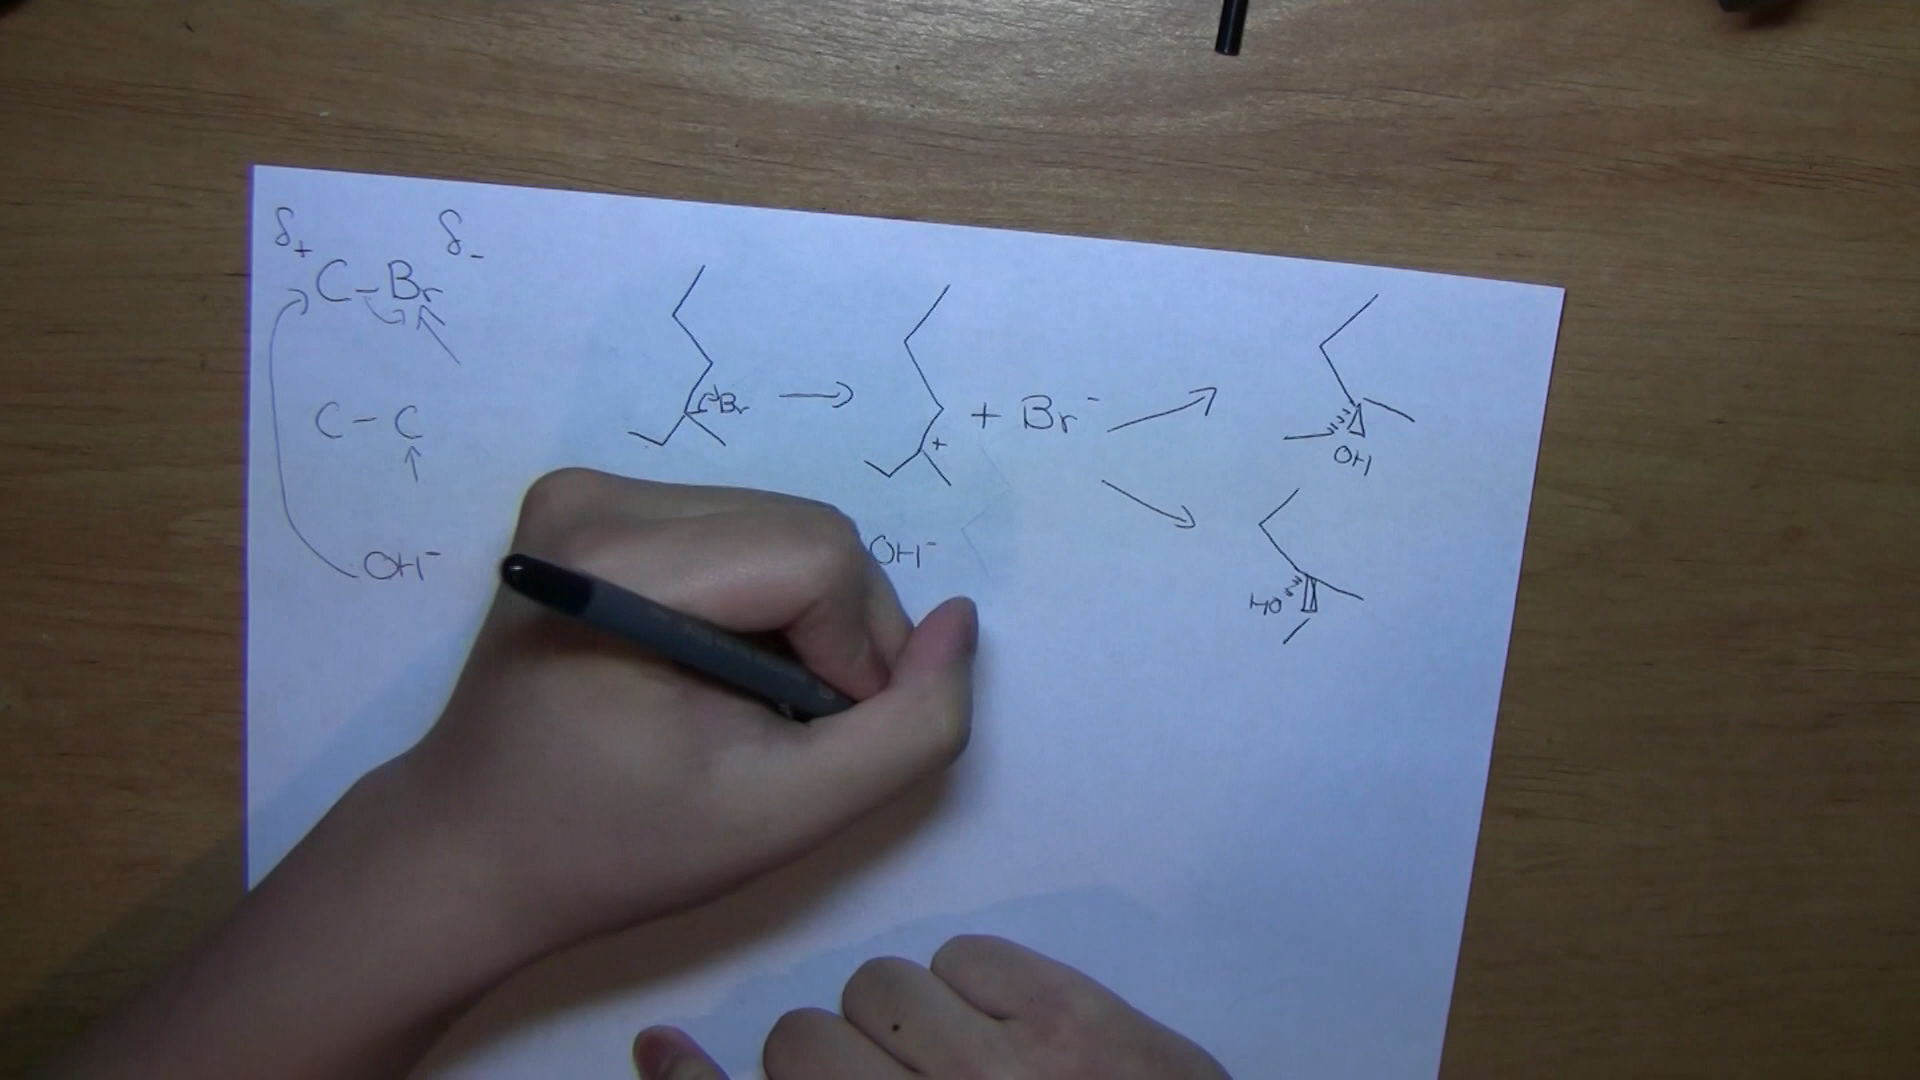 δ+ δ-
C-Br
Br
+
+ Br-
C-C
OH
OH-
OH-
HO